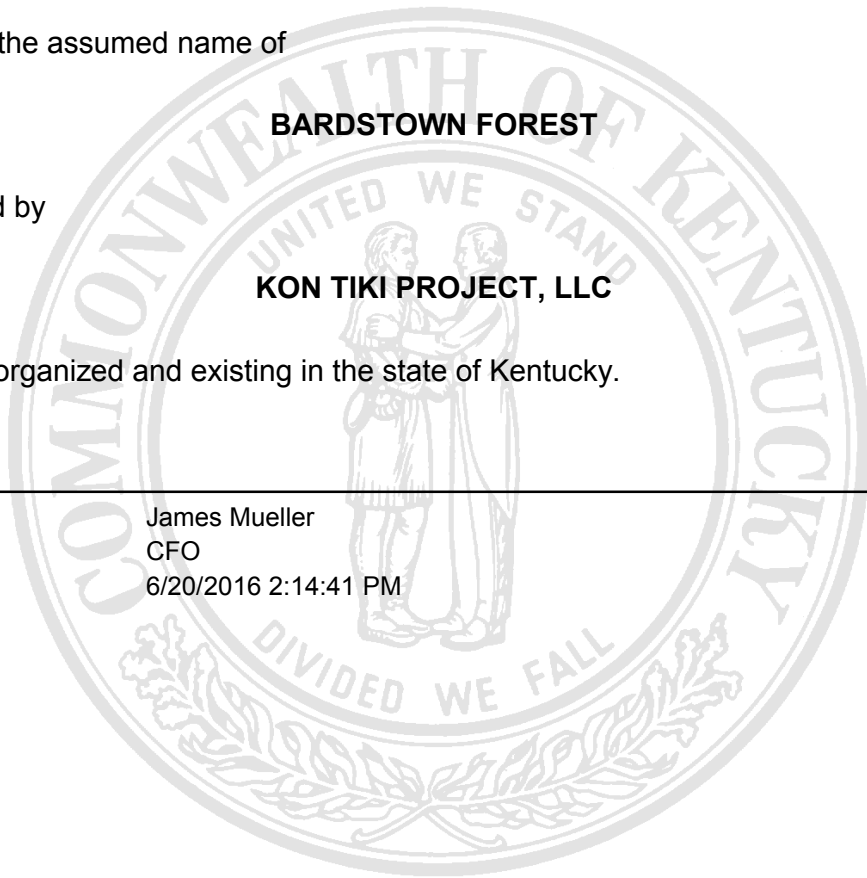 the assumed name of
BARDSTOWN FOREST
d by
KON TIKI PROJECT, LLC
organized and existing in the state of Kentucky.
James Mueller
CFO
6/20/2016 2:14:41 PM
COMMONWEALTH OF KENTUCKY
UNITED WE STAND
DIVIDED WE FALL